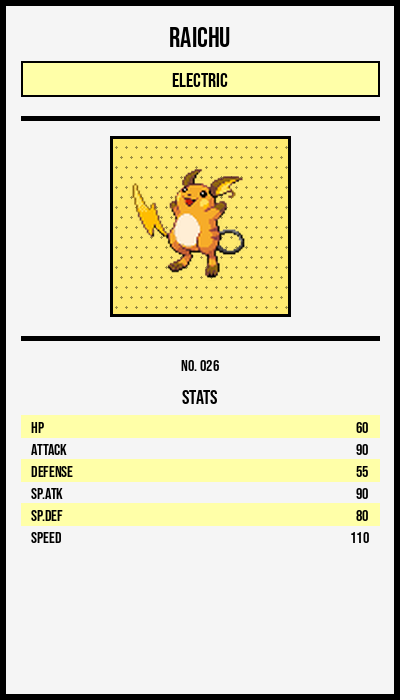 RAICHU
ELECTRIC
NO. 026
STATS
HP 60
ATTACK 90
DEFENSE 55
SP.ATK 90
SP.DEF 80
SPEED 110